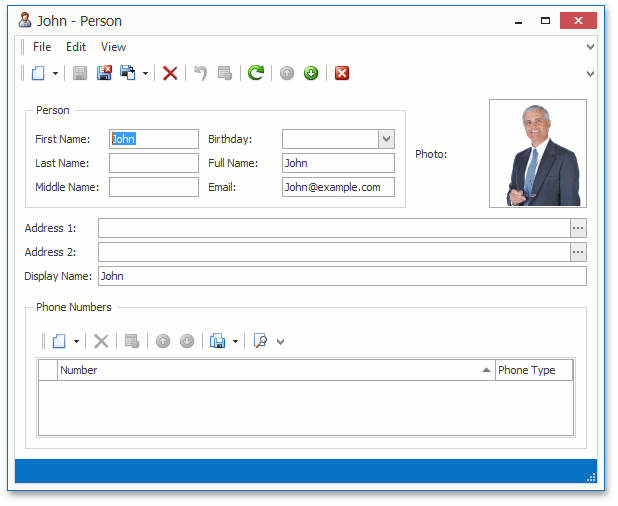 John - Person
File Edit View
Person
First Name: John Birthday:
Last Name: Full Name: John
Middle Name: Email: John@example.com
Photo:
Address 1:
Address 2:
Display Name: John
Phone Numbers
Number Phone Type